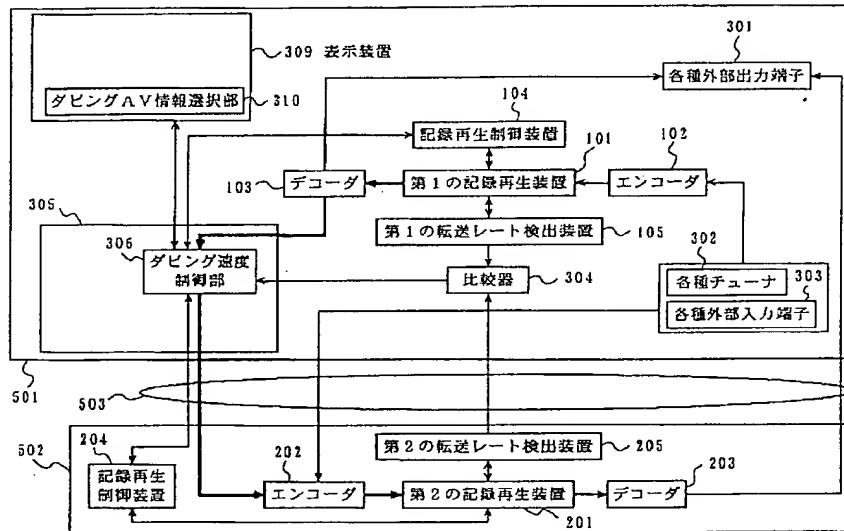 309 表示装置
ダビングAV情報選択部
310
301
各種外部出力端子
104
記録再生制御装置
101
102
103
デコーダ
第1の記録再生装置
エンコーダ
305
第1の転送レート検出装置
105
306
ダビング速度
制御部
比較器
304
302
各種チューナ
303
各種外部入力端子
501
503
502
204
記録再生
制御装置
第2の転送レート検出装置
205
202
エンコーダ
第2の記録再生装置
201
デコーダ
203